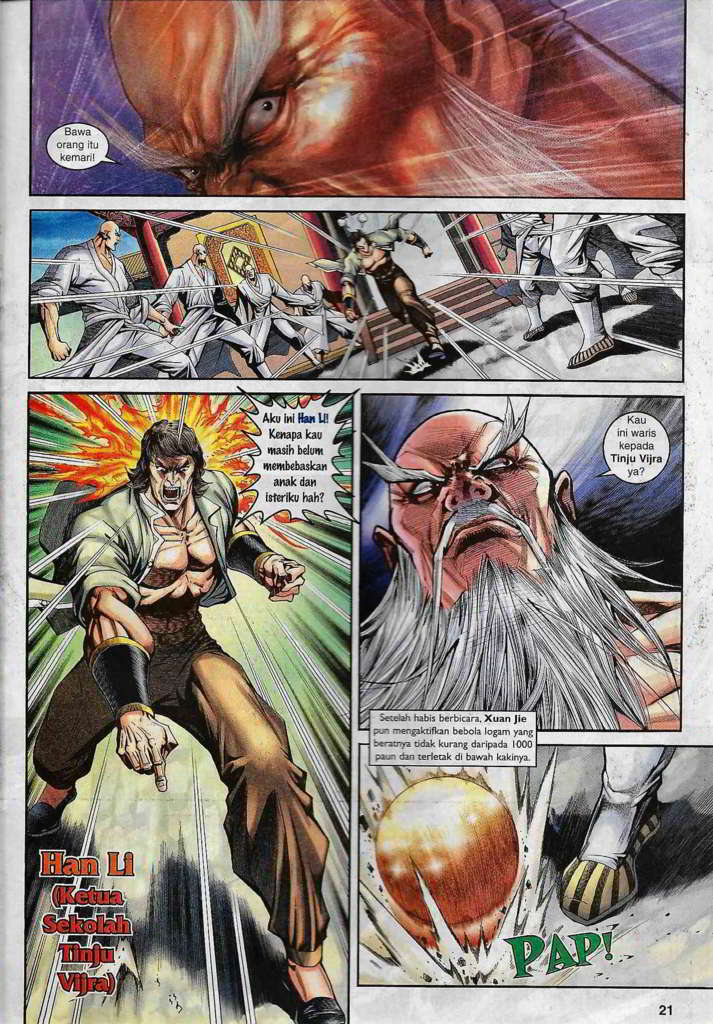 Bawa
orang itu
kemari!
Aku ini Han Li!
Kenapa kau
masih belum
membebaskan
anak dan
isteriku hah?
Kau
ini waris
kepada
Tinju Vijra
ya?
Setelah habis berbicara, Xuan Jie
pun mengaktifkan bebola logam yang
beratnya tidak kurang daripada 1000
paun dan terletak di bawah kakinya.
Han Li
(Ketua
Sekolah
Tinju
Vijra)
PAP!
21